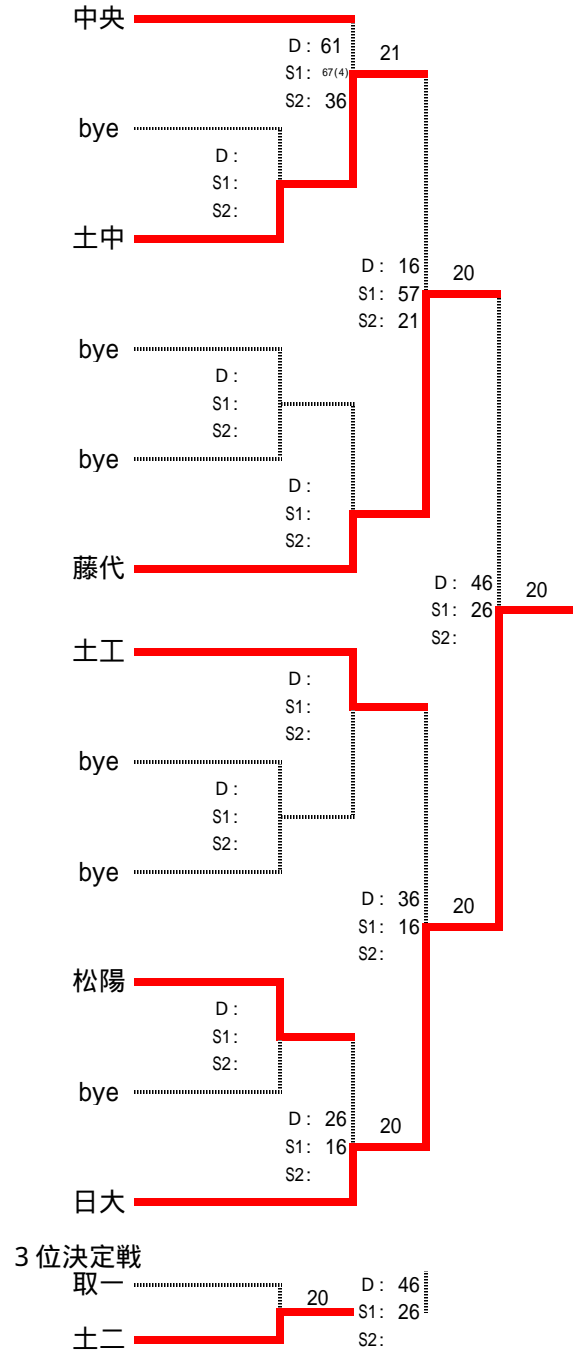 中央
D: 61 21
S1: 67(4)
S2: 36
bye
D:
S1:
S2:
土中
D: 16 20
S1: 57
S2: 21
bye
D:
S1:
S2:
bye
D:
S1:
S2:
藤代
D: 46 20
S1: 26
S2:
土工
D:
S1:
S2:
bye
D:
S1:
S2:
bye
D: 36 20
S1: 16
S2:
松陽
D:
S1:
S2:
bye
D: 26 20
S1: 16
S2:
日大
3位決定戦
取一
20 D: 46
S1: 26
土二
S2: